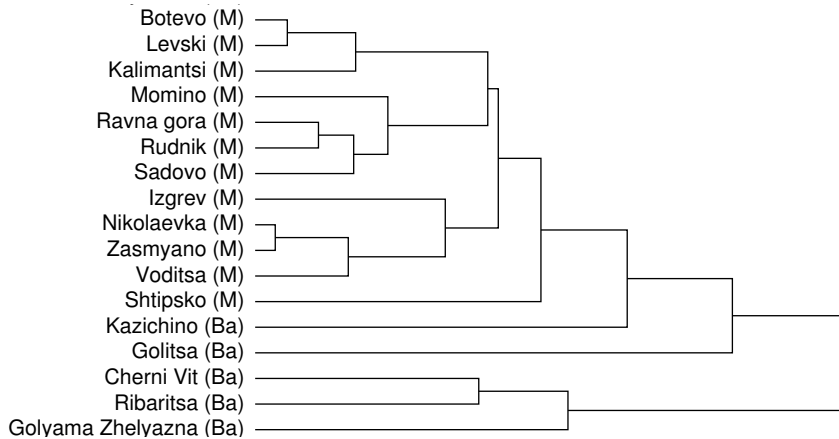 Botevo (M)
Levski (M)
Kalimantsi (M)
Momino (M)
Ravna gora (M)
Rudnik (M)
Sadovo (M)
Izgrev (M)
Nikolaevka (M)
Zasmyano (M)
Voditsa (M)
Shtipsko (M)
Kazichino (Ba)
Golitsa (Ba)
Cherni Vit (Ba)
Ribaritsa (Ba)
Golyama Zhelyazna (Ba)